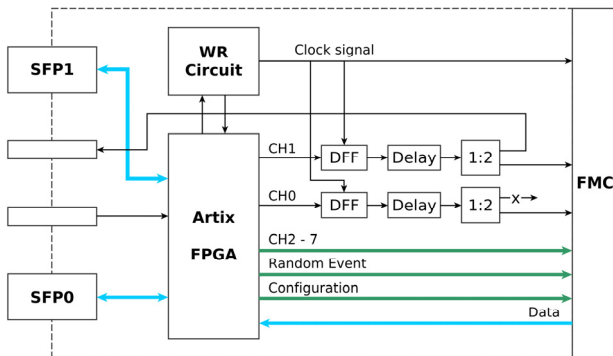 WR
Circuit
Clock signal
SFP1
CH1
DFF
Delay
1:2
CH0
DFF
Delay
1:2
x
FMC
Artix
FPGA
CH2 - 7
Random Event
Configuration
SFP0
Data